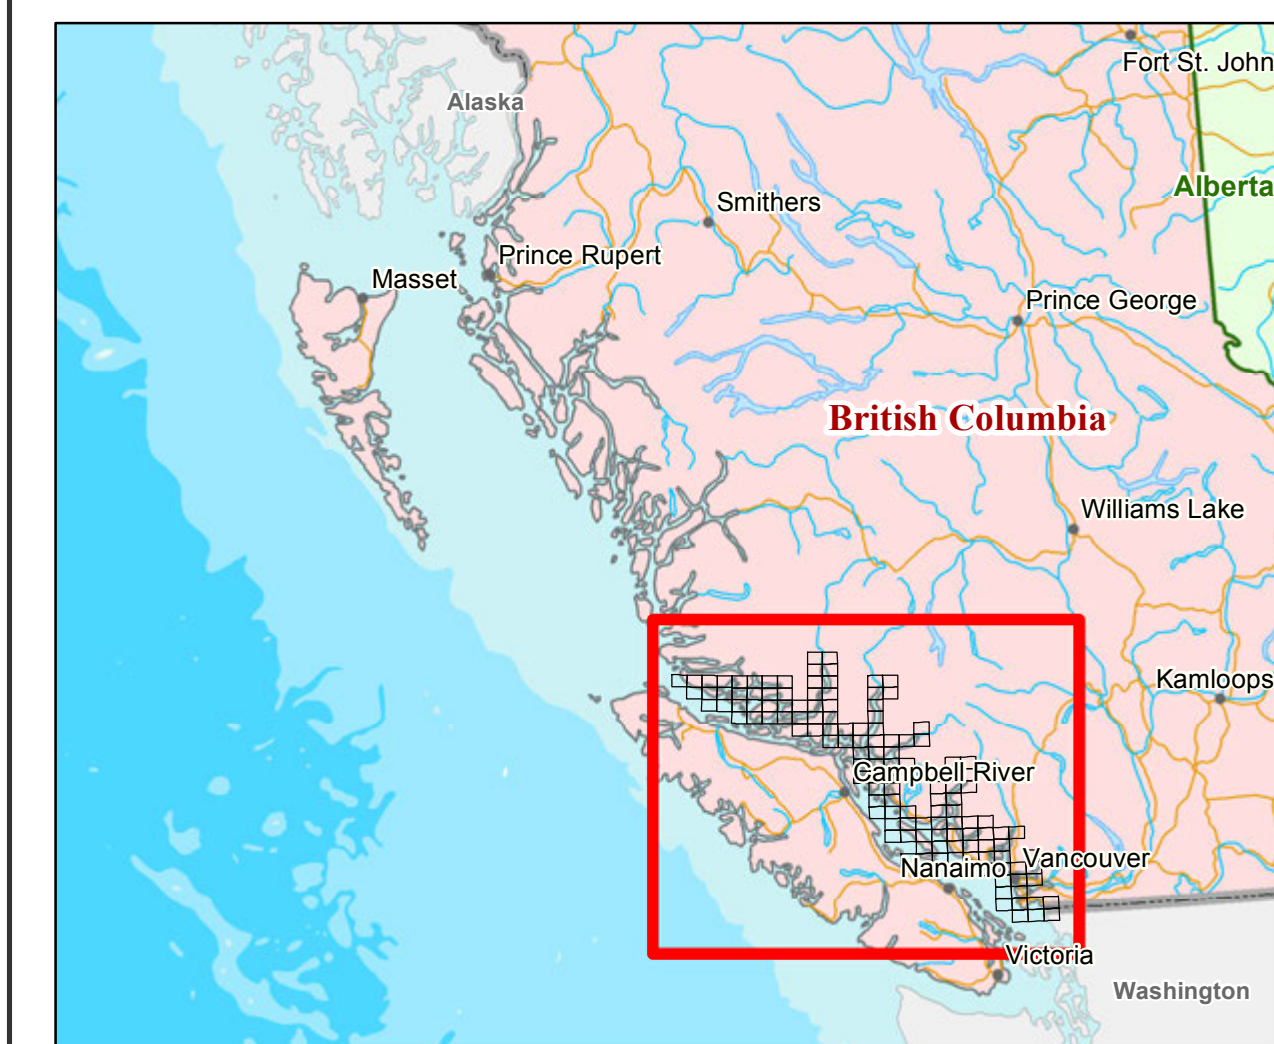 Fort St. John
Alaska
Alberta
Smithers
Prince Rupert
Masset
Prince George
British Columbia
Williams Lake
Kamloops
Campbell River
Vancouver
Nanaimo
Victoria
Washington